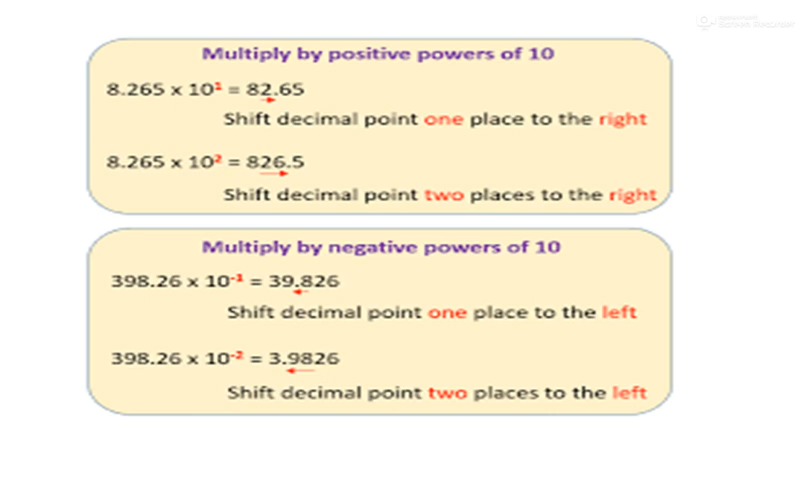 Multiply by positive powers of 10
8.265 x 10¹ = 82.65
Shift decimal point one place to the right
8.265 x 10² = 826.5
Shift decimal point two places to the right
Multiply by negative powers of 10
398.26 x 10⁻¹ = 39.826
Shift decimal point one place to the left
398.26 x 10⁻² = 3.9826
Shift decimal point two places to the left